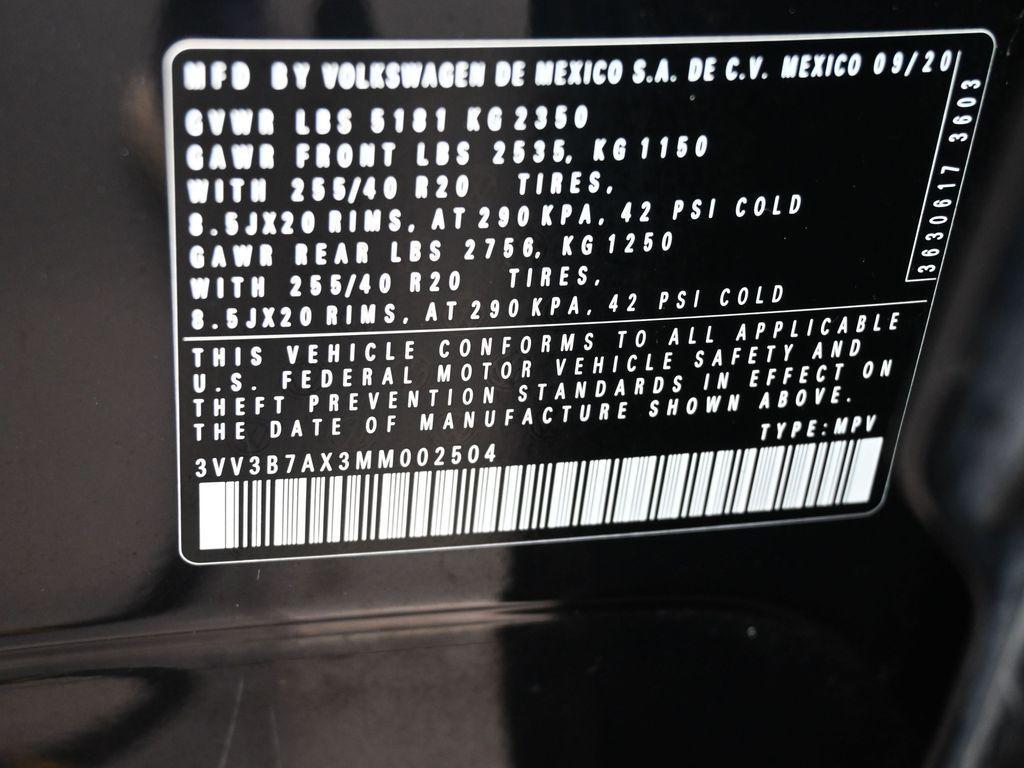 MFD BY VOLKSWAGEN DE MEXICO S.A. DE C.V. MEXICO 09/20
GVWR LBS 5181 KG 2350
GAWR FRONT LBS 2535, KG 1150
WITH 255/40 R20 TIRES,
8.5JX20 RIMS, AT 290 KPA, 42 PSI COLD
GAWR REAR LBS 2756, KG 1250
WITH 255/40 R20 TIRES,
8.5JX20 RIMS, AT 290 KPA, 42 PSI COLD
3630617 3603
THIS VEHICLE CONFORMS TO ALL APPLICABLE
U.S. FEDERAL MOTOR VEHICLE SAFETY AND
THEFT PREVENTION STANDARDS IN EFFECT ON
THE DATE OF MANUFACTURE SHOWN ABOVE.
3VV3B7AX3MM002504 TYPE:MPV